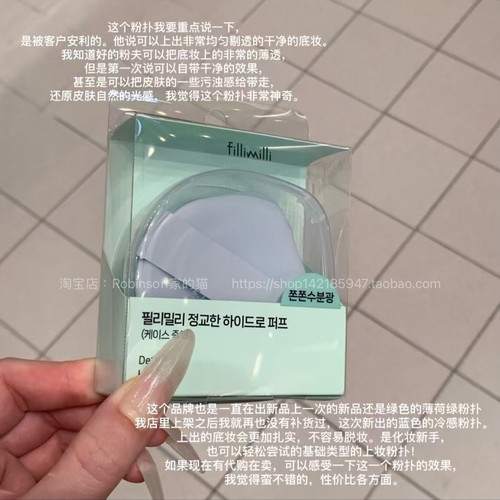 这个粉扑我要重点说一下，
是被客户安利的。他说可以上出非常均匀剔透的干净的底妆。
我知道好的粉夫可以把底妆上的非常的薄透，
但是第一次说可以自带干净的效果，
甚至是可以把皮肤的一些污浊感给带走，
还原皮肤自然的光感，我觉得这个粉扑非常神奇。
fillimilli
淘宝店：Robinson家的猫 https://shop142185947.taobao.com
쫀쫀수분광
필리밀리 정교한 하이드로 퍼프
(케이스 증
De
这个品牌也是一直在出新品上一次的新品还是绿色的薄荷绿粉扑
我店里上架之后我就再也没有补货过，这次新出的蓝色的冷感粉扑。
上出的底妆会更加扎实，不容易脱妆。是化妆新手，
也可以轻松尝试的基础类型的上妆粉扑！
如果现在有代购在卖，可以感受一下这一个粉扑的效果，
我觉得蛮不错的，性价比各方面。